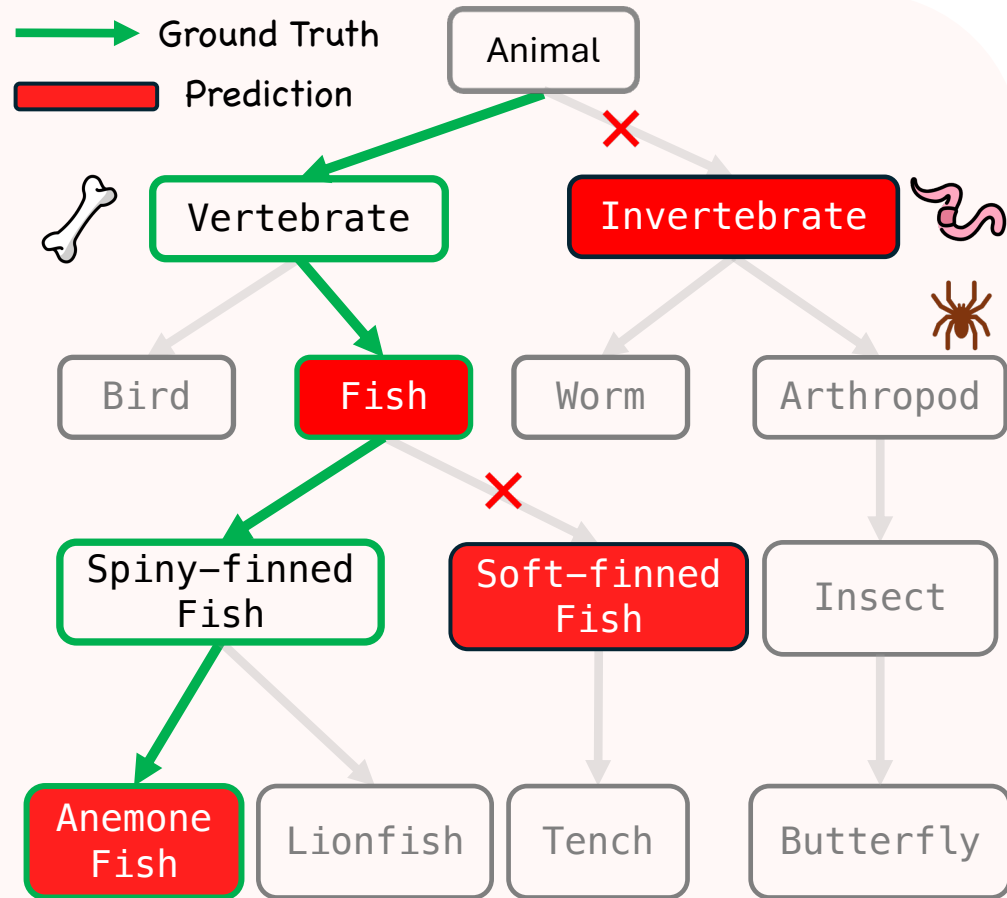 Ground Truth
Prediction
Animal
Vertebrate
Invertebrate
Bird
Fish
Worm
Arthropod
Spiny-finned
Fish
Soft-finned
Fish
Insect
Anemone
Fish
Lionfish
Tench
Butterfly